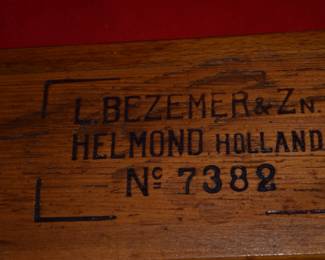 L. BEZEMER & ZN.
HELMOND, HOLLAND
Nº 7382